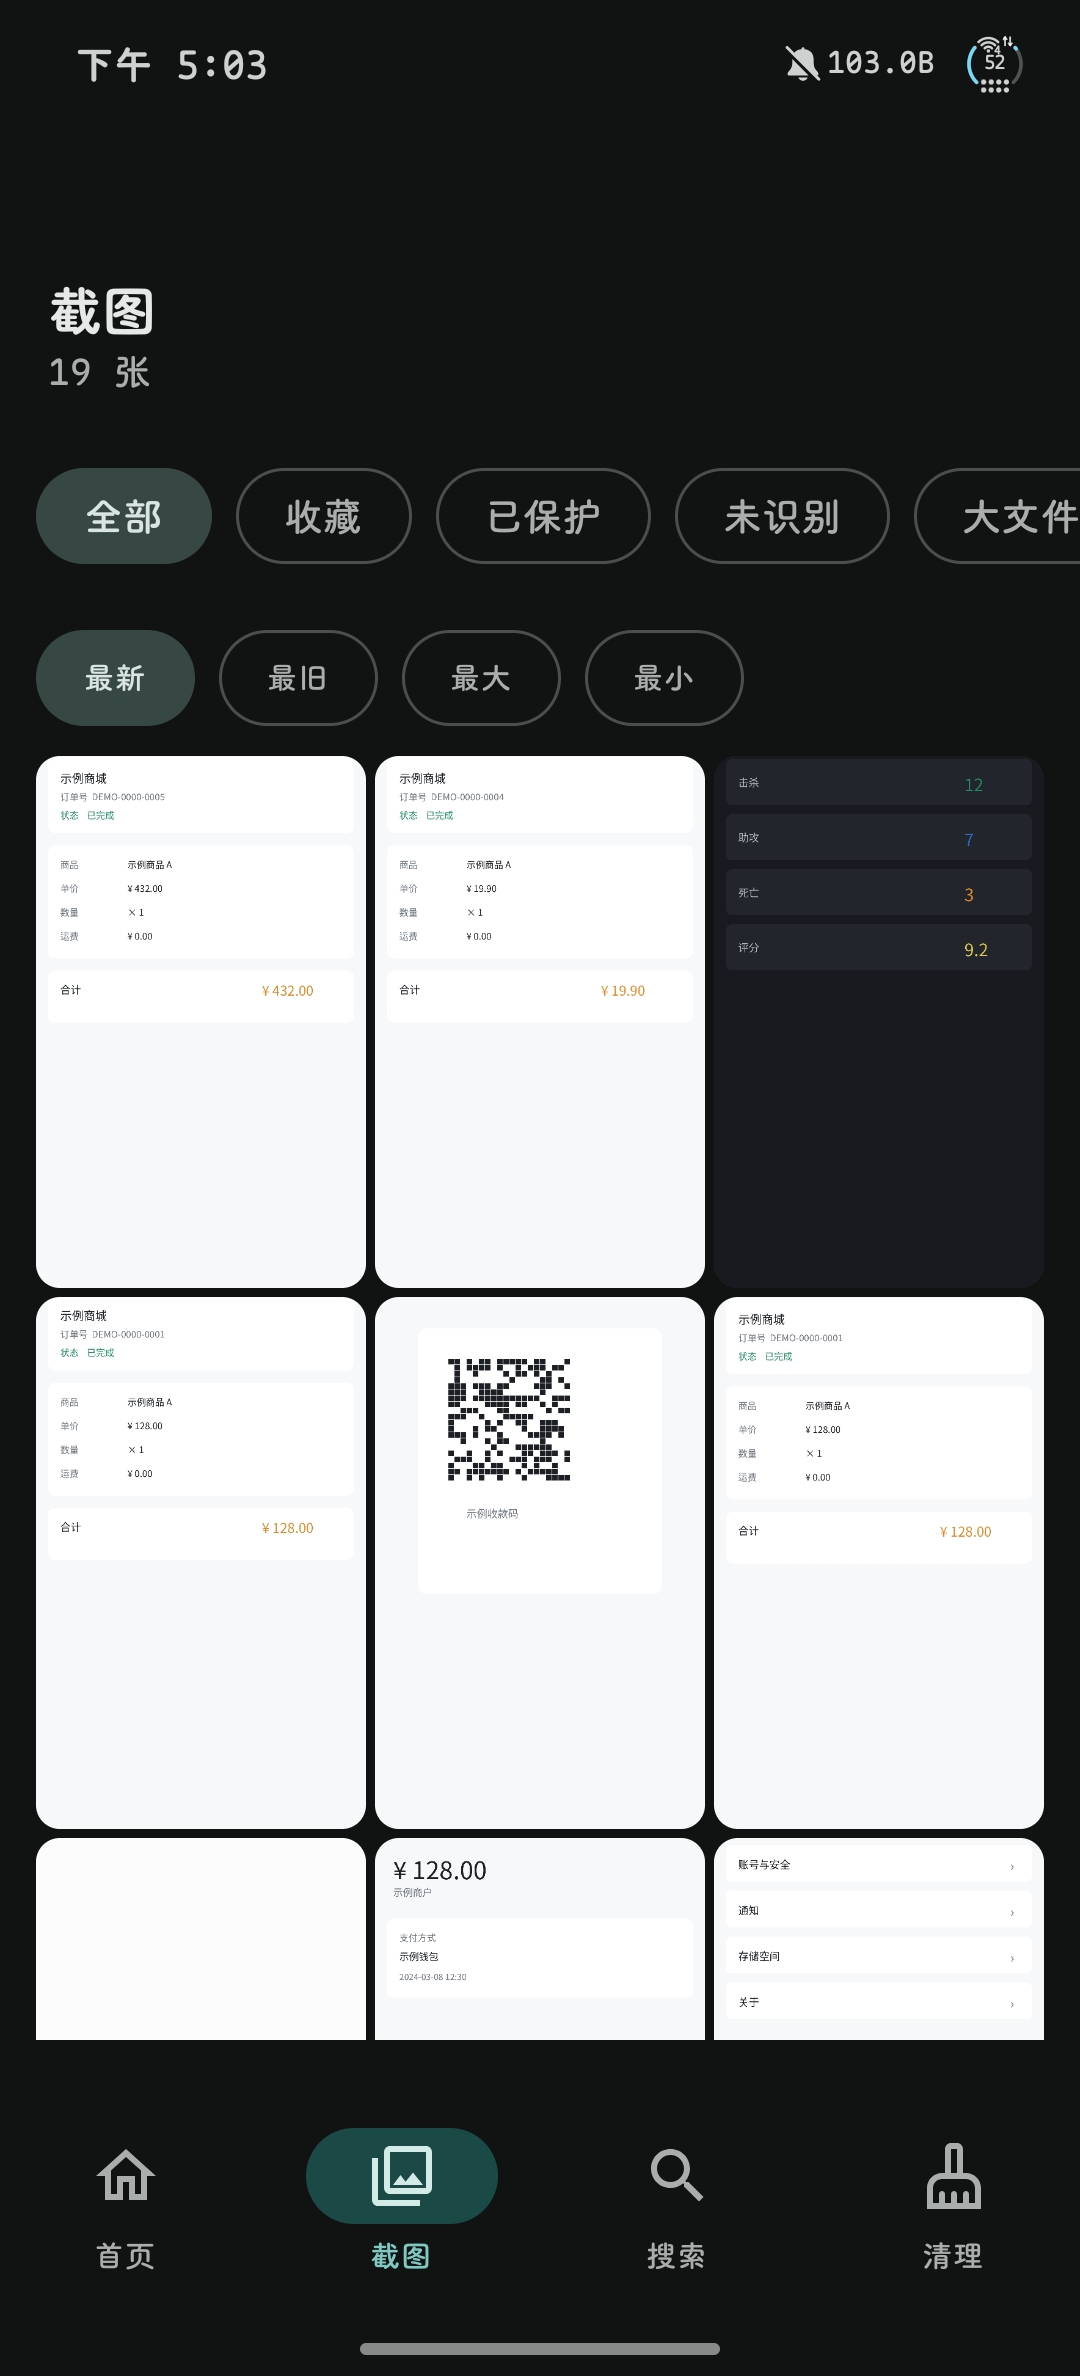 下午 5:03
103.0B
4
52
截图
19 张
全部 收藏 已保护 未识别 大文件
最新 最旧 最大 最小
示例商城
订单号 DEMO-0000-0005
状态 已完成
商品 示例商品 A
单价 ¥ 432.00
数量 × 1
运费 ¥ 0.00
合计 ¥ 432.00
示例商城
订单号 DEMO-0000-0004
状态 已完成
商品 示例商品 A
单价 ¥ 19.90
数量 × 1
运费 ¥ 0.00
合计 ¥ 19.90
击杀 12
助攻 7
死亡 3
评分 9.2
示例商城
订单号 DEMO-0000-0001
状态 已完成
商品 示例商品 A
单价 ¥ 128.00
数量 × 1
运费 ¥ 0.00
合计 ¥ 128.00
示例收款码
示例商城
订单号 DEMO-0000-0001
状态 已完成
商品 示例商品 A
单价 ¥ 128.00
数量 × 1
运费 ¥ 0.00
合计 ¥ 128.00
¥ 128.00
示例商户
支付方式
示例钱包
2024-03-08 12:30
账号与安全 ›
通知 ›
存储空间 ›
关于 ›
首页 截图 搜索 清理